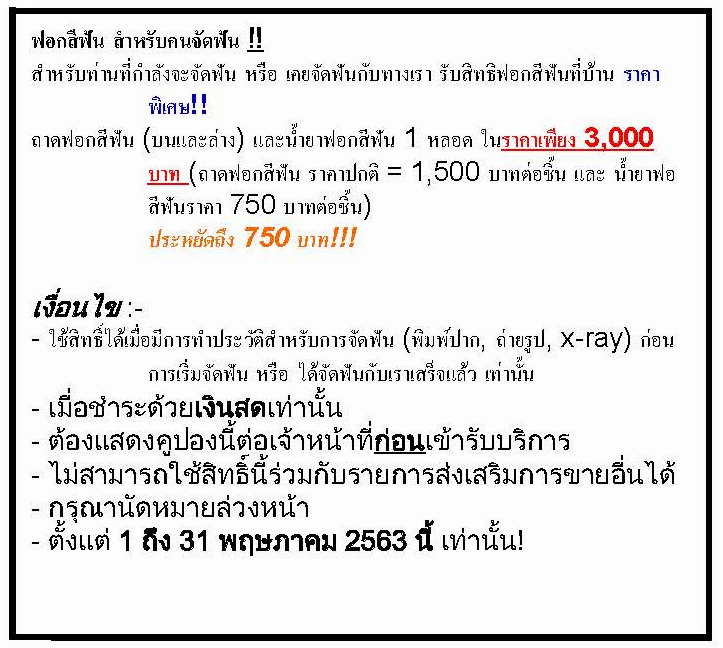 ฟอกสีฟัน สำหรับคนจัดฟัน !!
สำหรับท่านที่กำลังจะจัดฟัน หรือ เคยจัดฟันกับทางเรา รับสิทธิฟอกสีฟันที่บ้าน ราคา
พิเศษ!!
ถาดฟอกสีฟัน (บนและล่าง) และน้ำยาฟอกสีฟัน 1 หลอด ในราคาเพียง 3,000
บาท (ถาดฟอกสีฟัน ราคาปกติ = 1,500 บาทต่อชิ้น และ น้ำยาฟอ
สีฟันราคา 750 บาทต่อชิ้น)
ประหยัดถึง 750 บาท!!!
เงื่อนไข :-
- ใช้สิทธิ์ได้เมื่อมีการทำประวัติสำหรับการจัดฟัน (พิมพ์ปาก, ถ่ายรูป, x-ray) ก่อน
การเริ่มจัดฟัน หรือ ได้จัดฟันกับเราเสร็จแล้ว เท่านั้น
- เมื่อชำระด้วยเงินสดเท่านั้น
- ต้องแสดงคูปองนี้ต่อเจ้าหน้าที่ก่อนเข้ารับบริการ
- ไม่สามารถใช้สิทธิ์นี้ร่วมกับรายการส่งเสริมการขายอื่นได้
- กรุณานัดหมายล่วงหน้า
- ตั้งแต่ 1 ถึง 31 พฤษภาคม 2563 นี้ เท่านั้น!